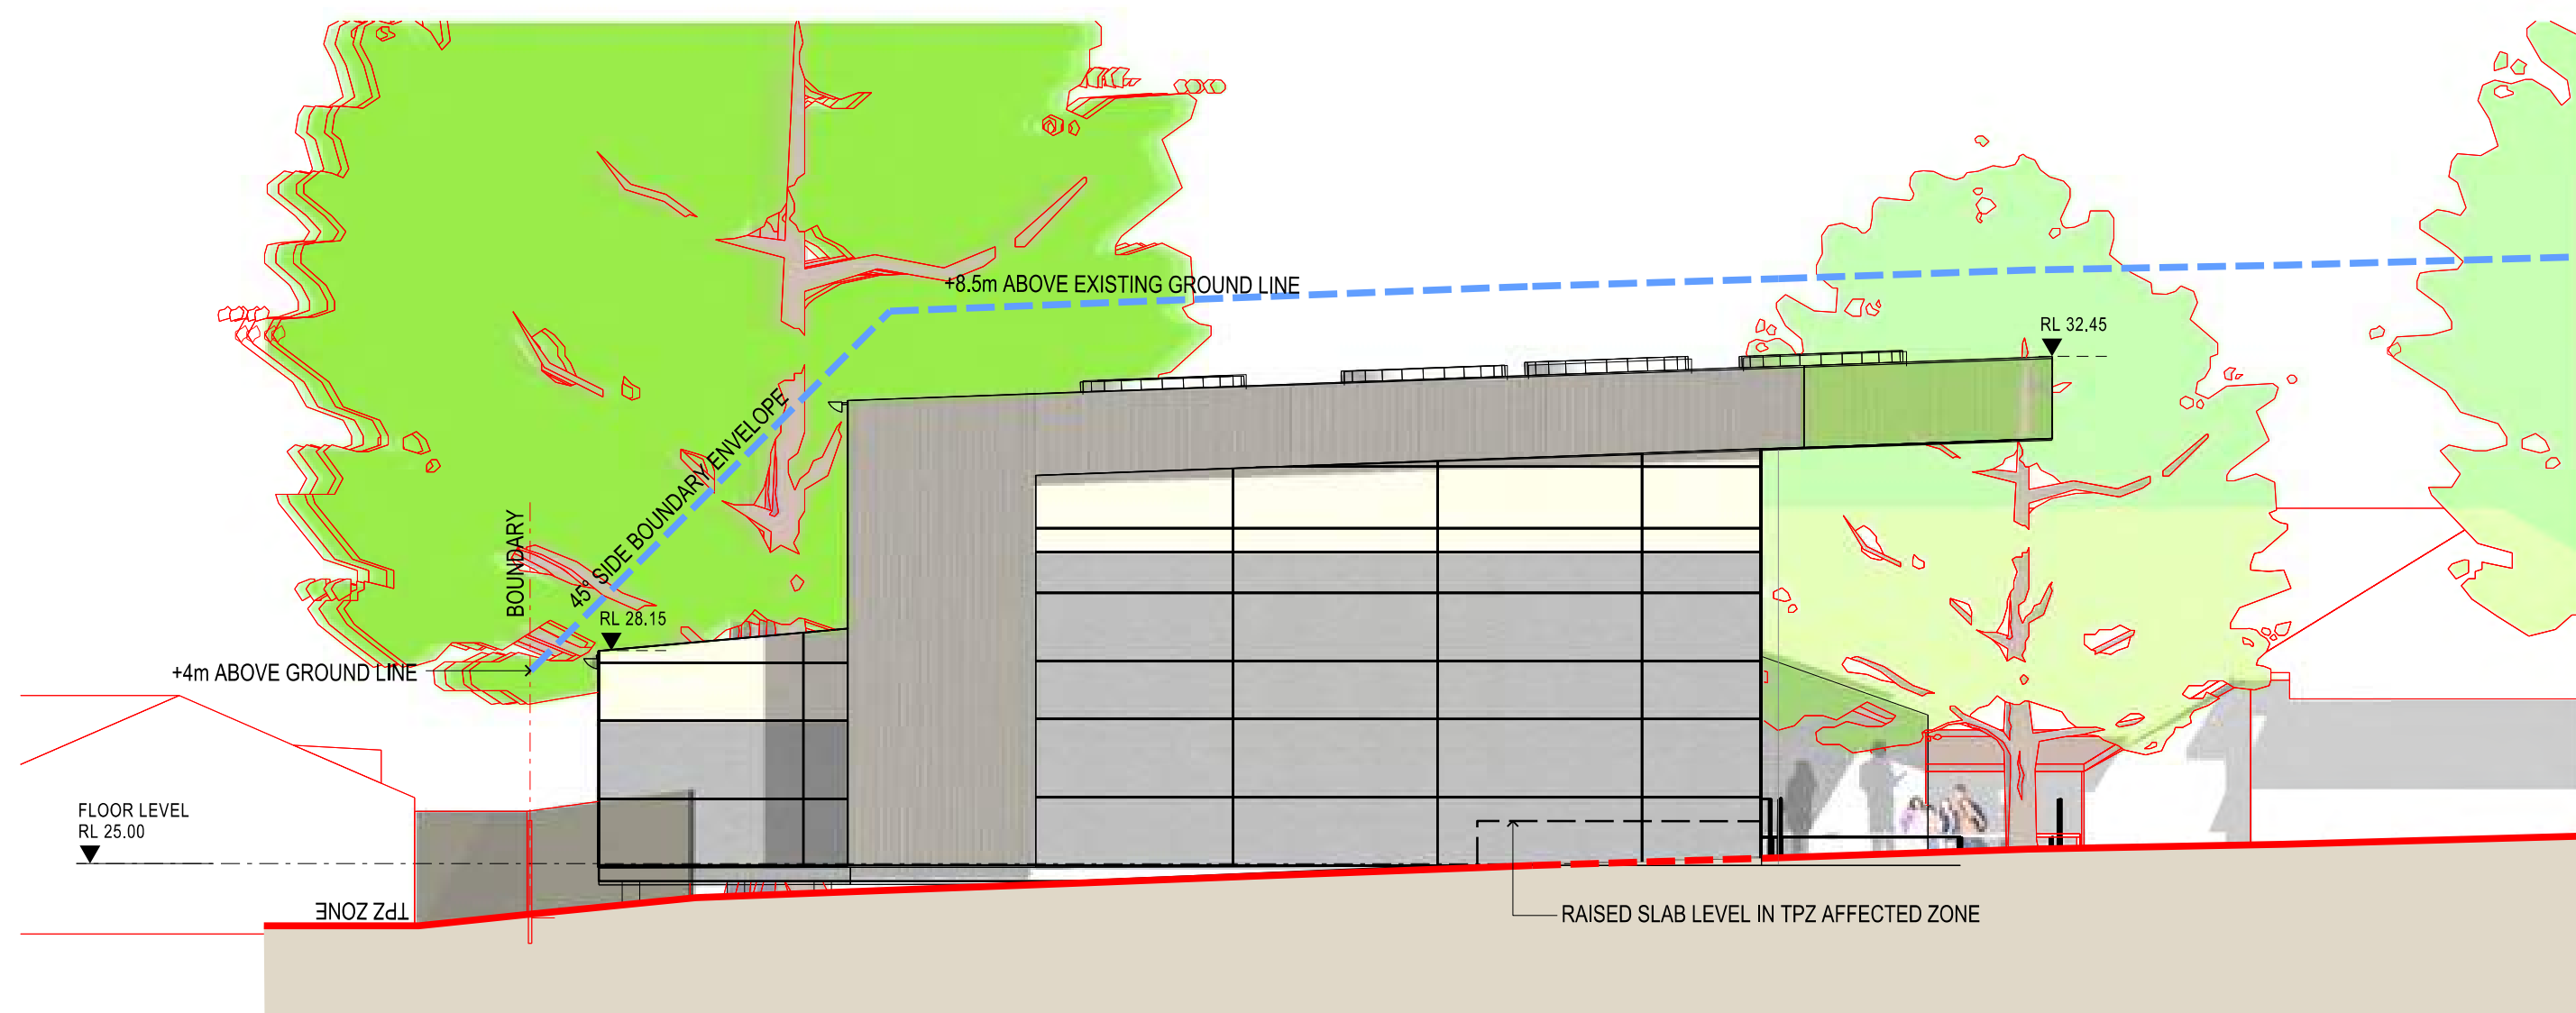 +8.5m ABOVE EXISTING GROUND LINE
RL 32.45
45° SIDE BOUNDARY ENVELOPE
BOUNDARY
RL 28.15
+4m ABOVE GROUND LINE
FLOOR LEVEL
RL 25.00
TPZ ZONE
RAISED SLAB LEVEL IN TPZ AFFECTED ZONE